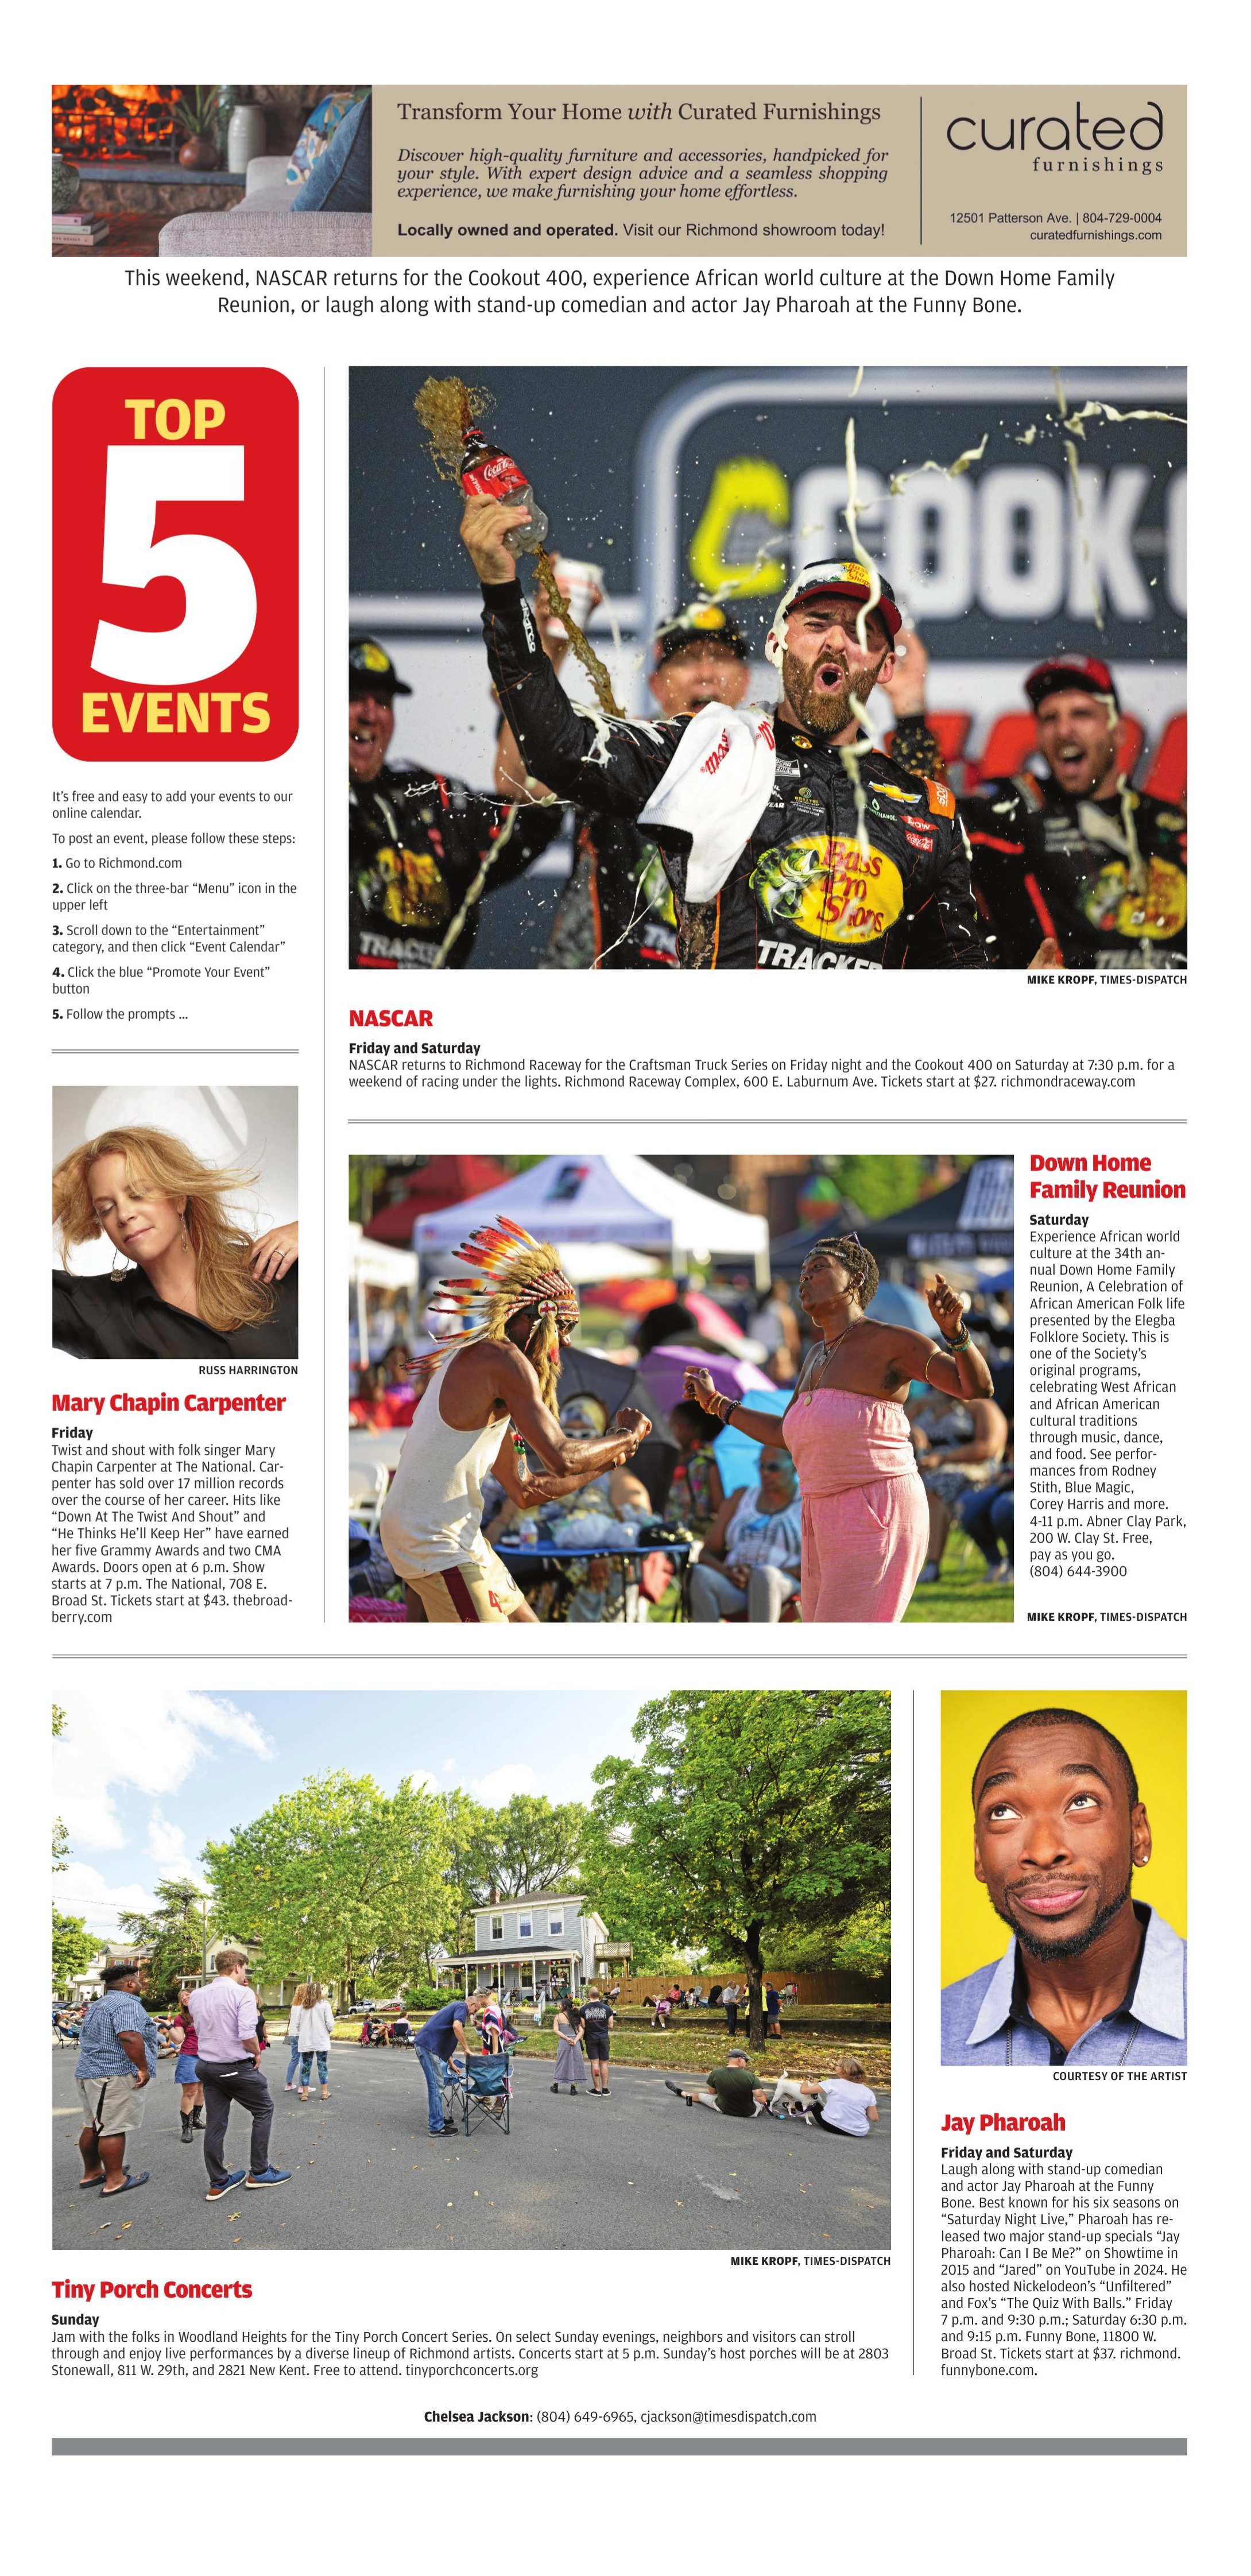 Transform Your Home with Curated Furnishings
Discover high-quality furniture and accessories, handpicked for
your style. With expert design advice and a seamless shopping
experience, we make furnishing your home effortless.
Locally owned and operated. Visit our Richmond showroom today!
curated
furnishings
12501 Patterson Ave. | 804-729-0004
curatedfurnishings.com
This weekend, NASCAR returns for the Cookout 400, experience African world culture at the Down Home Family
Reunion, or laugh along with stand-up comedian and actor Jay Pharoah at the Funny Bone.
TOP
5
EVENTS
It's free and easy to add your events to our
online calendar.
To post an event, please follow these steps:
1. Go to Richmond.com
2. Click on the three-bar “Menu” icon in the
upper left
3. Scroll down to the “Entertainment”
category, and then click “Event Calendar”
4. Click the blue “Promote Your Event”
button
5. Follow the prompts ...
COOK
Coca-Cola
Bass
Pro
Shops
TRACKER
MIKE KROPF, TIMES-DISPATCH
NASCAR
Friday and Saturday
NASCAR returns to Richmond Raceway for the Craftsman Truck Series on Friday night and the Cookout 400 on Saturday at 7:30 p.m. for a
weekend of racing under the lights. Richmond Raceway Complex, 600 E. Laburnum Ave. Tickets start at $27. richmondraceway.com
RUSS HARRINGTON
Mary Chapin Carpenter
Friday
Twist and shout with folk singer Mary
Chapin Carpenter at The National. Car-
penter has sold over 17 million records
over the course of her career. Hits like
“Down At The Twist And Shout” and
“He Thinks He'll Keep Her” have earned
her five Grammy Awards and two CMA
Awards. Doors open at 6 p.m. Show
starts at 7 p.m. The National, 708 E.
Broad St. Tickets start at $43. thebroad-
berry.com
Down Home
Family Reunion
Saturday
Experience African world
culture at the 34th an-
nual Down Home Family
Reunion, A Celebration of
African American Folk life
presented by the Elegba
Folklore Society. This is
one of the Society's
original programs,
celebrating West African
and African American
cultural traditions
through music, dance,
and food. See perfor-
mances from Rodney
Stith, Blue Magic,
Corey Harris and more.
4-11 p.m. Abner Clay Park,
200 W. Clay St. Free,
pay as you go.
(804) 644-3900
MIKE KROPF, TIMES-DISPATCH
MIKE KROPF, TIMES-DISPATCH
Tiny Porch Concerts
Sunday
Jam with the folks in Woodland Heights for the Tiny Porch Concert Series. On select Sunday evenings, neighbors and visitors can stroll
through and enjoy live performances by a diverse lineup of Richmond artists. Concerts start at 5 p.m. Sunday's host porches will be at 2803
Stonewall, 811 W. 29th, and 2821 New Kent. Free to attend. tinyporchconcerts.org
COURTESY OF THE ARTIST
Jay Pharoah
Friday and Saturday
Laugh along with stand-up comedian
and actor Jay Pharoah at the Funny
Bone. Best known for his six seasons on
“Saturday Night Live,” Pharoah has re-
leased two major stand-up specials “Jay
Pharoah: Can I Be Me?” on Showtime in
2015 and “Jared” on YouTube in 2024. He
also hosted Nickelodeon's “Unfiltered”
and Fox's “The Quiz With Balls.” Friday
7 p.m. and 9:30 p.m.; Saturday 6:30 p.m.
and 9:15 p.m. Funny Bone, 11800 W.
Broad St. Tickets start at $37. richmond.
funnybone.com.
Chelsea Jackson: (804) 649-6965, cjackson@timesdispatch.com